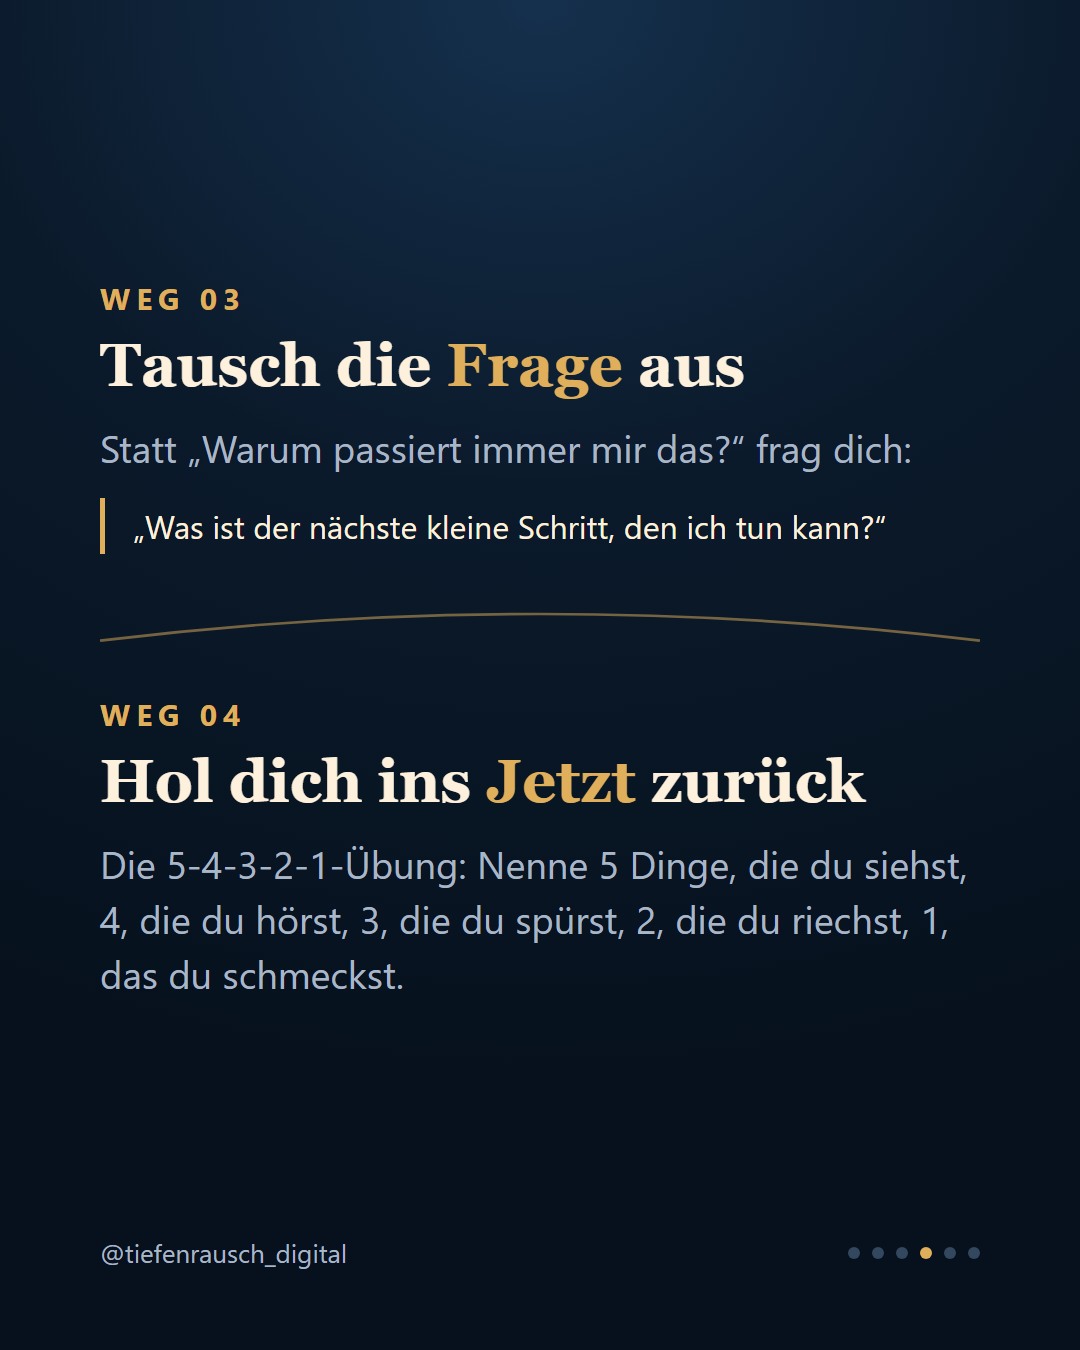 WEG 03
Tausch die Frage aus
Statt „Warum passiert immer mir das?“ frag dich:
„Was ist der nächste kleine Schritt, den ich tun kann?“
WEG 04
Hol dich ins Jetzt zurück
Die 5-4-3-2-1-Übung: Nenne 5 Dinge, die du siehst,
4, die du hörst, 3, die du spürst, 2, die du riechst, 1,
das du schmeckst.
@tiefenrausch_digital